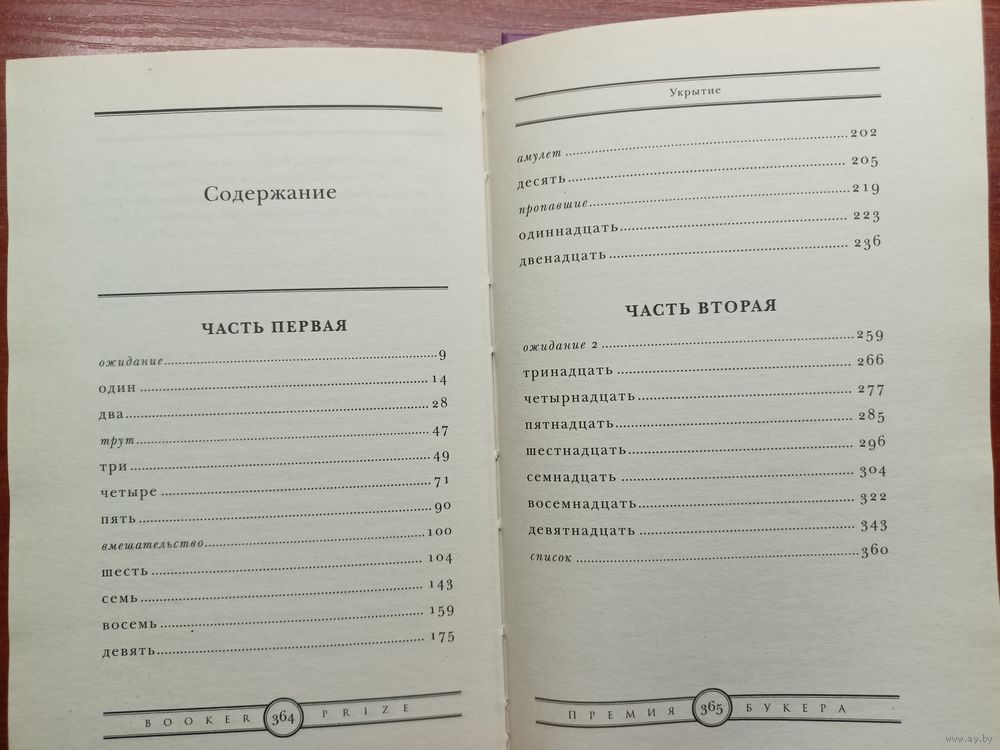 Содержание
ЧАСТЬ ПЕРВАЯ
ожидание 9
один 14
два 28
трут 47
три 49
четыре 71
пять 90
вмешательство 100
шесть 104
семь 143
восемь 159
девять 175
BOOKER 364 PRIZE
Укрытие
амулет 202
десять 205
пропавшие 219
одиннадцать 223
двенадцать 236
ЧАСТЬ ВТОРАЯ
ожидание 2 259
тринадцать 266
четырнадцать 277
пятнадцать 285
шестнадцать 296
семнадцать 304
восемнадцать 322
девятнадцать 343
список 360
ПРЕМИЯ 365 БУКЕРА
www.ay.by